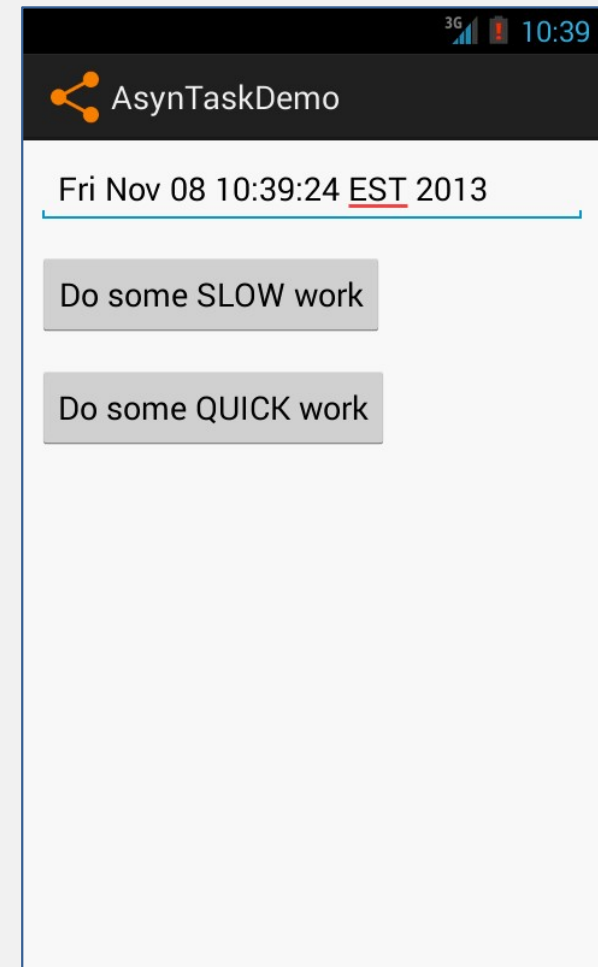 3G 10:39
AsynTaskDemo
Fri Nov 08 10:39:24 EST 2013
Do some SLOW work
Do some QUICK work